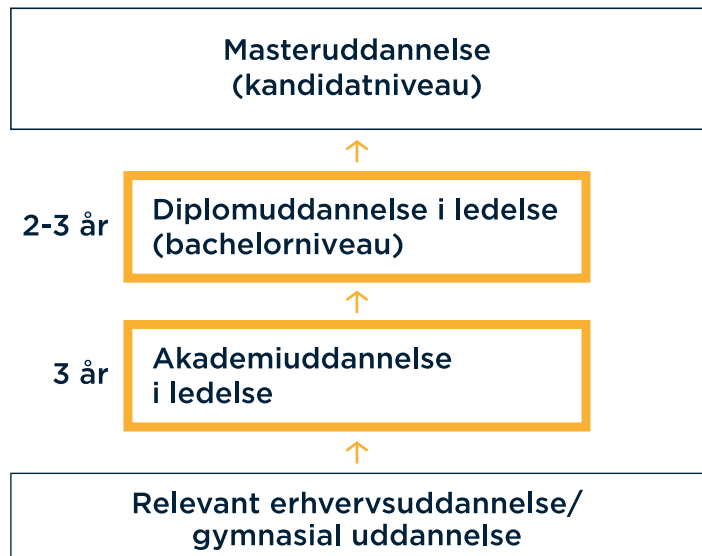 Masteruddannelse
(kandidatniveau)
2-3 år
Diplomuddannelse i ledelse
(bachelorniveau)
3 år
Akademiuddannelse
i ledelse
Relevant erhvervsuddannelse/
gymnasial uddannelse